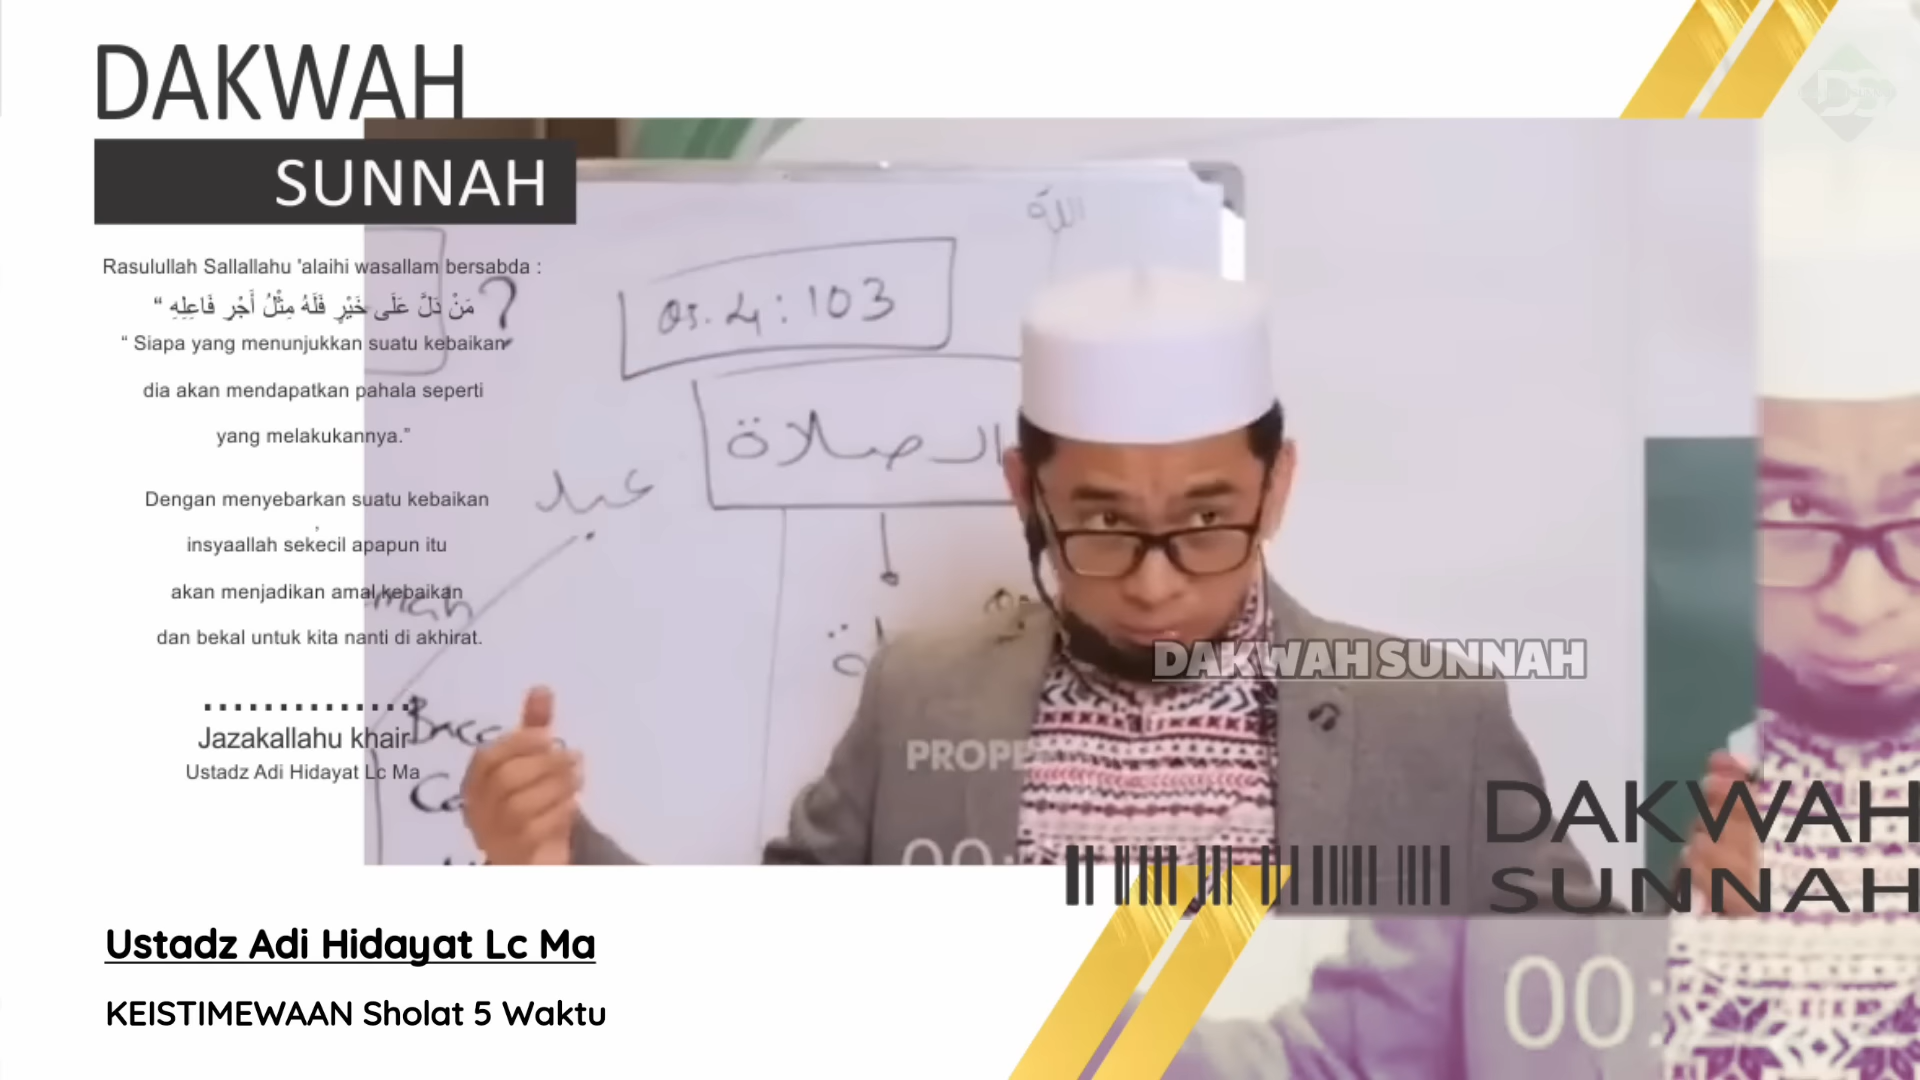 DAKWAH
SUNNAH
Rasulullah Sallallahu 'alaihi wasallam bersabda :
مَنْ دَلَّ عَلَى خَيْرٍ فَلَهُ مِثْلُ أَجْرِ فَاعِلِهِ “
“ Siapa yang menunjukkan suatu kebaikan
dia akan mendapatkan pahala seperti
yang melakukannya.”
Dengan menyebarkan suatu kebaikan
insyaallah sekecil apapun itu
akan menjadikan amal kebaikan
dan bekal untuk kita nanti di akhirat.
Jazakallahu khair
Ustadz Adi Hidayat Lc Ma
?
الله
Qs. 4 : 103
الصلاة
عبد
DAKWAH SUNNAH
DAKWAH
SUNNAH
00:
Ustadz Adi Hidayat Lc Ma
KEISTIMEWAAN Sholat 5 Waktu